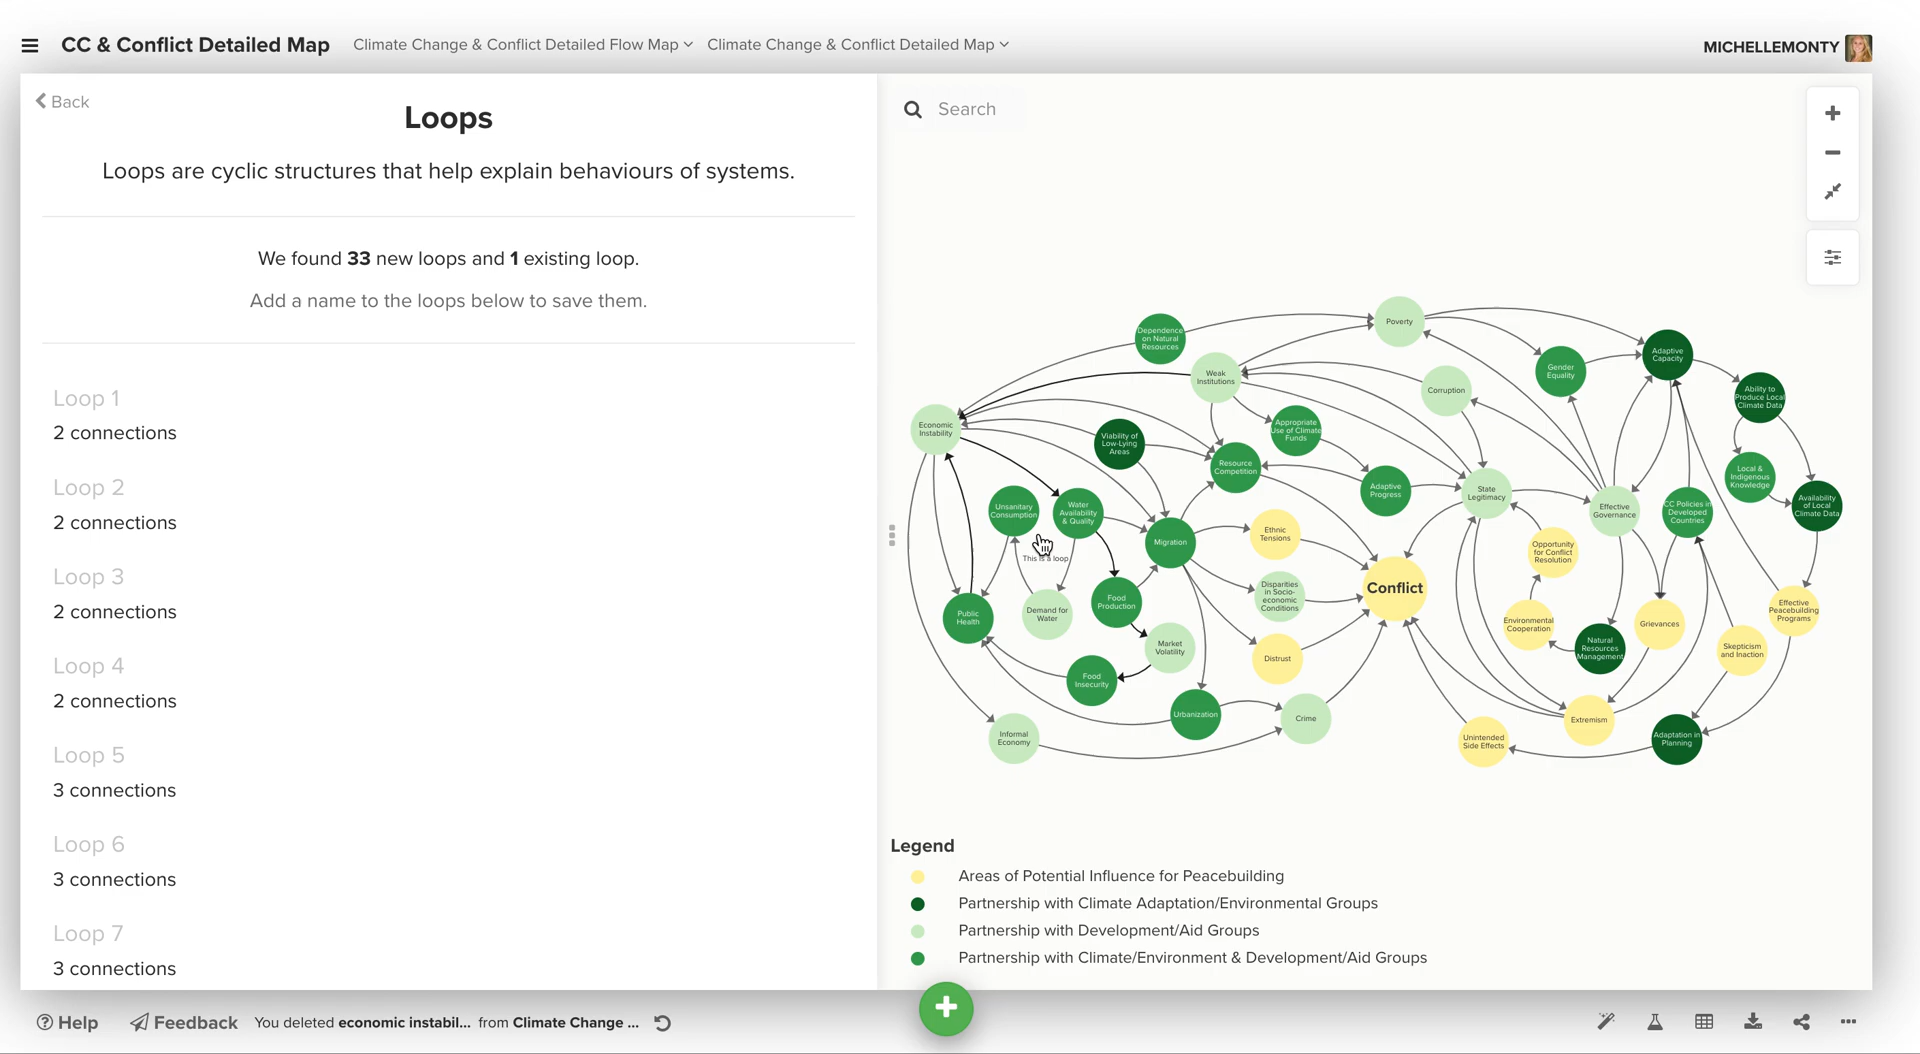 CC & Conflict Detailed Map
Climate Change & Conflict Detailed Flow Map
Climate Change & Conflict Detailed Map
MICHELLEMONTY
Back
Loops
Loops are cyclic structures that help explain behaviours of systems.
We found 33 new loops and 1 existing loop.
Add a name to the loops below to save them.
Loop 1
2 connections
Loop 2
2 connections
Loop 3
2 connections
Loop 4
2 connections
Loop 5
3 connections
Loop 6
3 connections
Loop 7
3 connections
Search
Poverty
Dependence
on Natural
Resources
Adaptive
Capacity
Gender
Equality
Weak
Institutions
Corruption
Ability to
Produce Local
Climate Data
Economic
Instability
Viability of
Low-Lying
Areas
Appropriate
Use of Climate
Funds
Resource
Competition
Local &
Indigenous
Knowledge
Adaptive
Progress
State
Legitimacy
Availability
of Local
Climate Data
Unsanitary
Consumption
Water
Availability
& Quality
Effective
Governance
CC Policies in
Developed
Countries
Ethnic
Tensions
Migration
Opportunity
for Conflict
Resolution
This is a loop
Conflict
Disparities
in Socio-
economic
Conditions
Food
Production
Public
Health
Demand for
Water
Effective
Peacebuilding
Programs
Environmental
Cooperation
Grievances
Market
Volatility
Natural
Resources
Management
Skepticism
and Inaction
Distrust
Food
Insecurity
Urbanization
Crime
Extremism
Informal
Economy
Unintended
Side Effects
Adaptation in
Planning
Legend
Areas of Potential Influence for Peacebuilding
Partnership with Climate Adaptation/Environmental Groups
Partnership with Development/Aid Groups
Partnership with Climate/Environment & Development/Aid Groups
Help
Feedback
You deleted economic instabil... from Climate Change ...